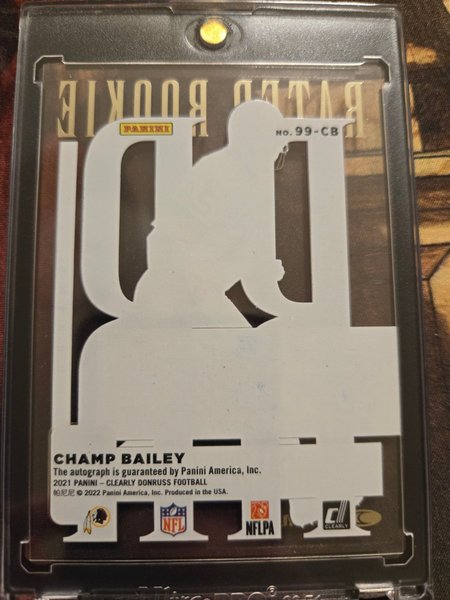 RATED ROOKIE
PANINI
NO. 99-CB
CHAMP BAILEY
The autograph is guaranteed by Panini America, Inc.
2021 PANINI – CLEARLY DONRUSS FOOTBALL
帕尼尼 © 2022 Panini America, Inc. Produced in the USA.
NFL
NFLPA
CLEARLY